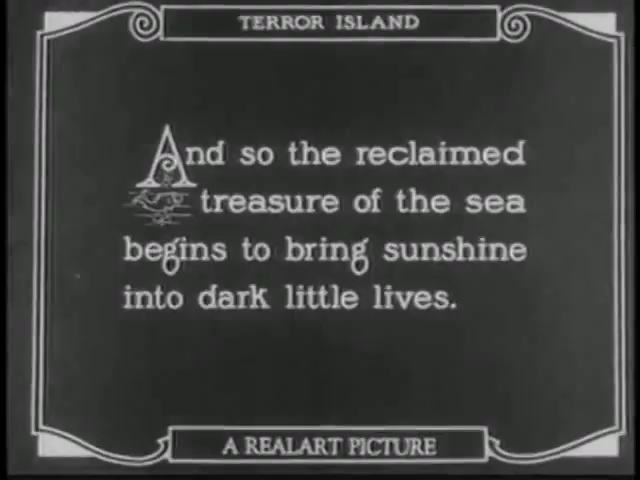 TERROR ISLAND
And so the reclaimed
treasure of the sea
begins to bring sunshine
into dark little lives.
A REALART PICTURE